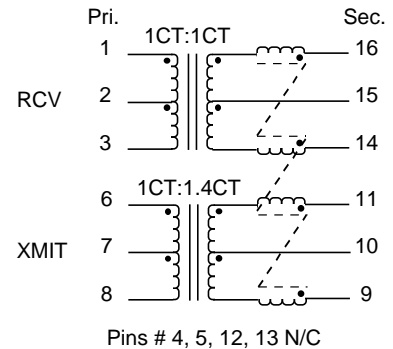 Pri. Sec.
1CT:1CT
1 16
RCV 2 15
3 14
1CT:1.4CT
6 11
XMIT 7 10
8 9
Pins # 4, 5, 12, 13 N/C